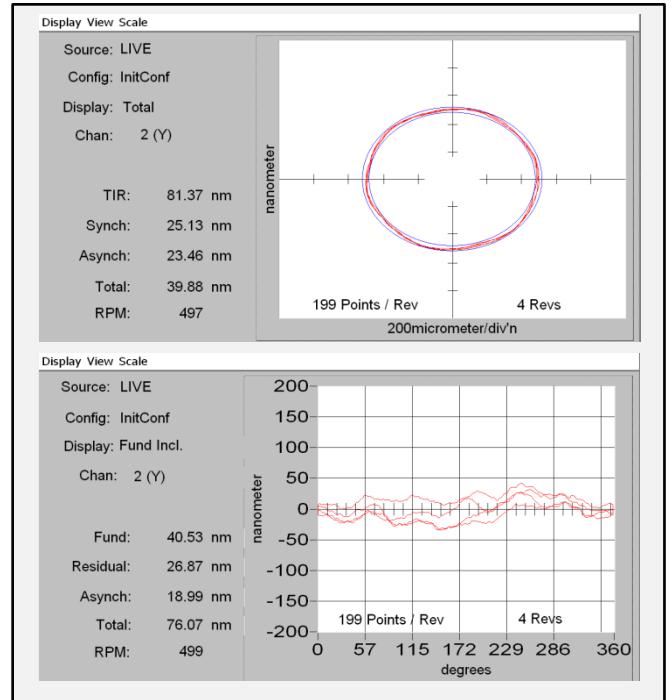 Display View Scale
Source: LIVE
Config: InitConf
Display: Total
Chan: 2 (Y)
TIR: 81.37 nm
Synch: 25.13 nm
Asynch: 23.46 nm
Total: 39.88 nm
RPM: 497
nanometer
199 Points / Rev 4 Revs
200micrometer/div'n
Display View Scale
Source: LIVE
Config: InitConf
Display: Fund Incl.
Chan: 2 (Y)
Fund: 40.53 nm
Residual: 26.87 nm
Asynch: 18.99 nm
Total: 76.07 nm
RPM: 499
nanometer
200
150
100
50
0
-50
-100
-150
-200
199 Points / Rev 4 Revs
0 57 115 172 229 286 360
degrees